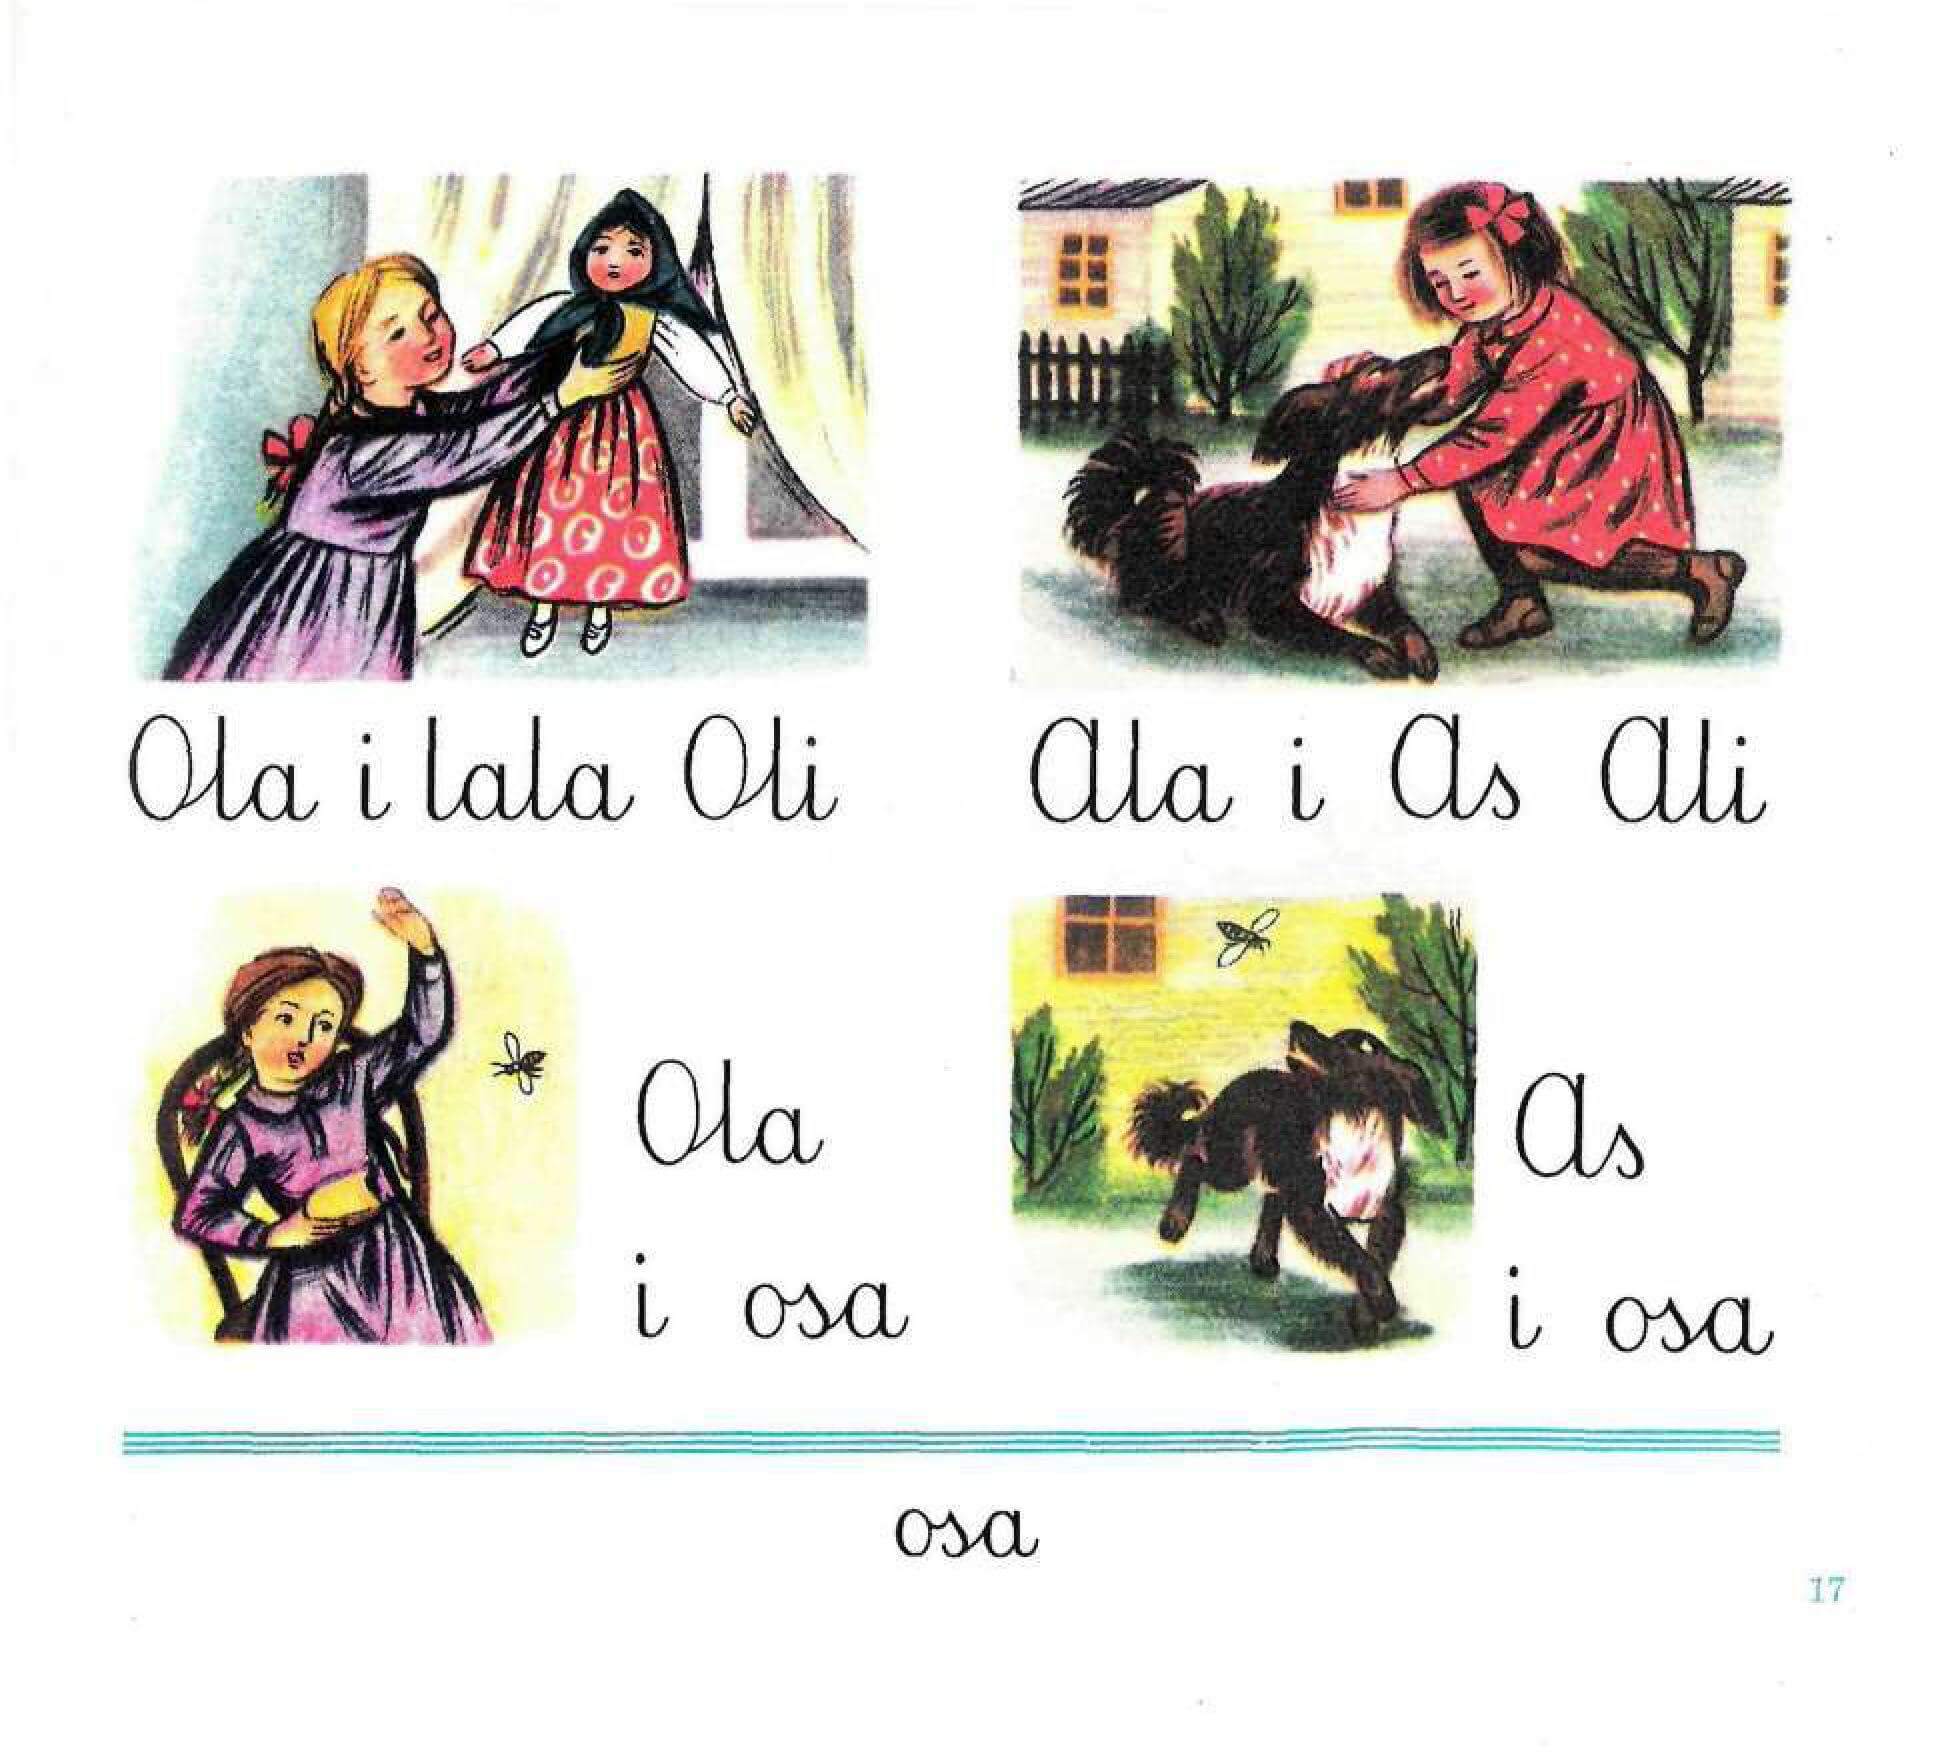 Ola i lala Oli
Ala i As Ali
Ola
i osa
As
i osa
osa
17